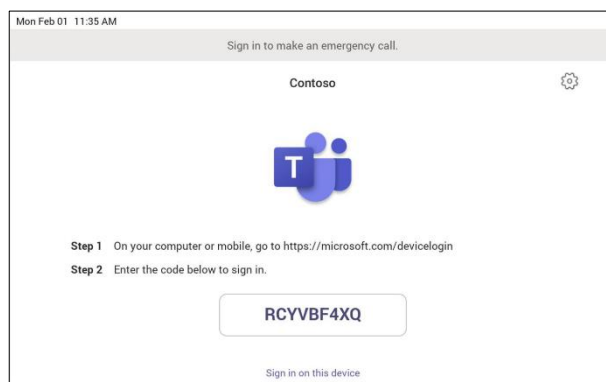 Mon Feb 01 11:35 AM
Sign in to make an emergency call.
Contoso
T
Step 1 On your computer or mobile, go to https://microsoft.com/devicelogin
Step 2 Enter the code below to sign in.
RCYVBF4XQ
Sign in on this device